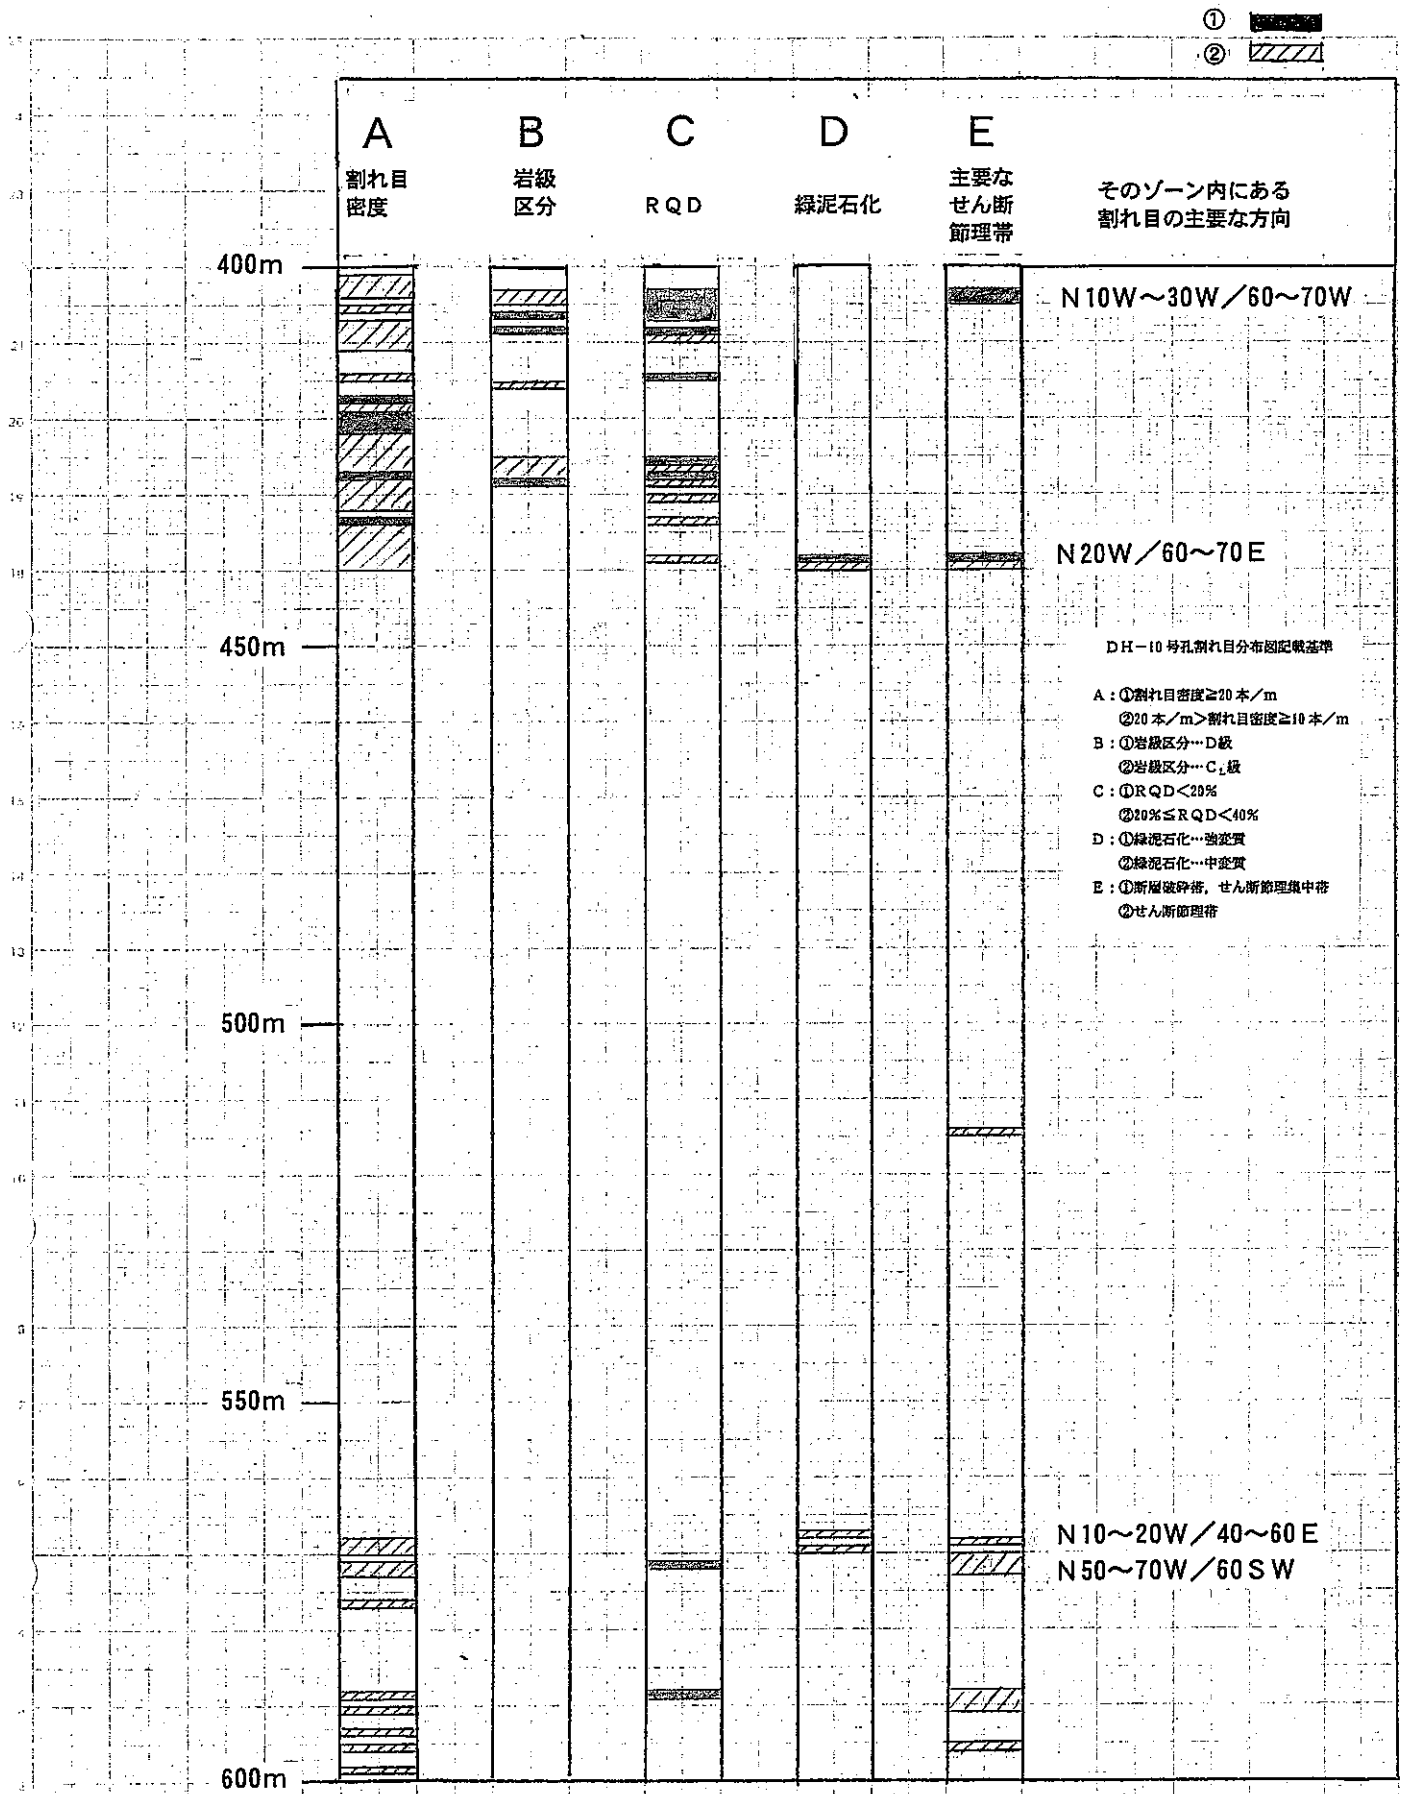 ①
②
A
B
C
D
E
割れ目
密度
岩級
区分
RQD
緑泥石化
主要な
せん断
節理帯
そのゾーン内にある
割れ目の主要な方向
400m
N10W～30W／60～70W
N20W／60～70E
450m
DH－10号孔割れ目分布図記載基準
A：①割れ目密度≧20本／m
②20本／m＞割れ目密度≧10本／m
B：①岩級区分…D級
②岩級区分…CL級
C：①RQD＜20%
②20%≦RQD＜40%
D：①緑泥石化…強変質
②緑泥石化…中変質
E：①断層破砕帯，せん断節理集中帯
②せん断節理帯
500m
550m
N10～20W／40～60E
N50～70W／60SW
600m